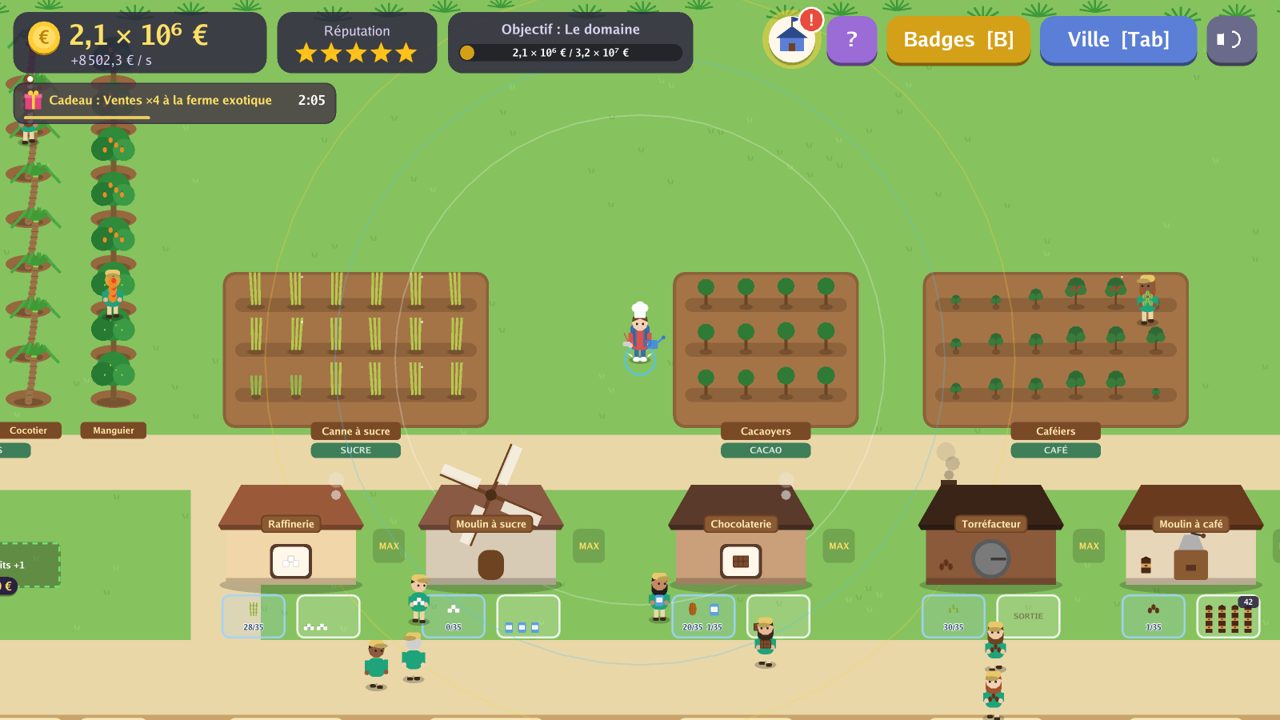 2,1 × 10⁶ €
+8 502,3 € / s
Réputation
Objectif : Le domaine
2,1 × 10⁶ € / 3,2 × 10⁷ €
!
?
Badges [B]
Ville [Tab]
Cadeau : Ventes ×4 à la ferme exotique
2:05
Cocotier
Manguier
Canne à sucre
Cacaoyers
Caféiers
S
SUCRE
CACAO
CAFÉ
Raffinerie
Moulin à sucre
Chocolaterie
Torréfacteur
Moulin à café
MAX
MAX
MAX
MAX
its +1
0 €
28/35
0/35
20/35 1/35
30/35
SORTIE
1/35
42